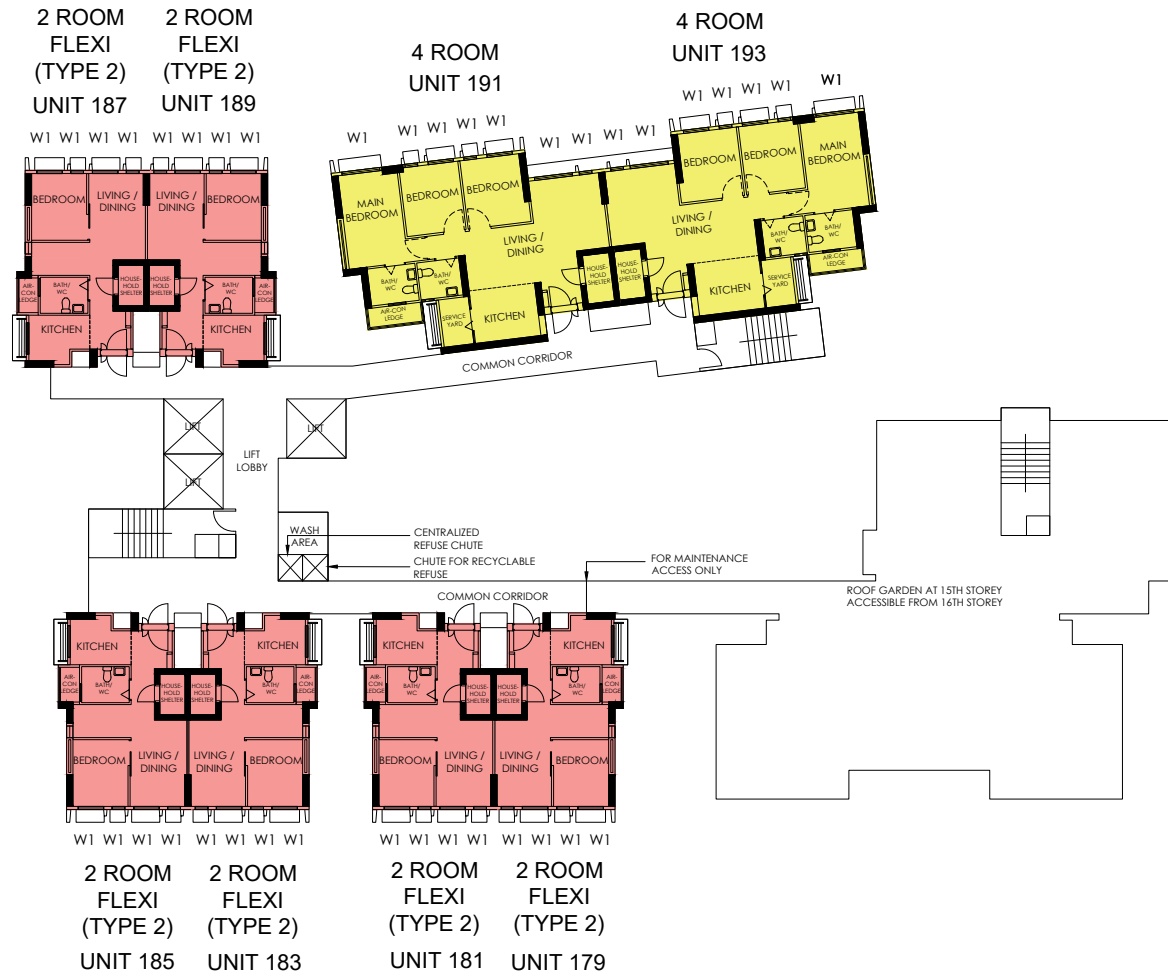 2 ROOM
FLEXI
(TYPE 2)
UNIT 187
2 ROOM
FLEXI
(TYPE 2)
UNIT 189
4 ROOM
UNIT 191
4 ROOM
UNIT 193
W1 W1 W1 W1 W1 W1
W1 W1 W1 W1 W1 W1 W1 W1
W1 W1 W1 W1 W1 W1
BEDROOM
LIVING /
DINING
LIVING /
DINING
BEDROOM
AIR-
CON
LEDGE
BATH/
WC
HOUSE-
HOLD
SHELTER
HOUSE-
HOLD
SHELTER
BATH/
WC
AIR-
CON
LEDGE
KITCHEN
KITCHEN
MAIN
BEDROOM
BEDROOM
BEDROOM
LIVING /
DINING
BATH/
WC
BATH/
WC
AIR-CON
LEDGE
SERVICE
YARD
KITCHEN
HOUSE-
HOLD
SHELTER
HOUSE-
HOLD
SHELTER
BEDROOM
BEDROOM
MAIN
BEDROOM
LIVING /
DINING
BATH/
WC
BATH/
WC
AIR-CON
LEDGE
SERVICE
YARD
KITCHEN
COMMON CORRIDOR
LIFT
LIFT
LIFT
LIFT
LOBBY
WASH
AREA
CENTRALIZED
REFUSE CHUTE
CHUTE FOR RECYCLABLE
REFUSE
FOR MAINTENANCE
ACCESS ONLY
COMMON CORRIDOR
ROOF GARDEN AT 15TH STOREY
ACCESSIBLE FROM 16TH STOREY
KITCHEN
KITCHEN
AIR-
CON
LEDGE
BATH/
WC
HOUSE-
HOLD
SHELTER
HOUSE-
HOLD
SHELTER
BATH/
WC
AIR-
CON
LEDGE
BEDROOM
LIVING /
DINING
LIVING /
DINING
BEDROOM
KITCHEN
KITCHEN
AIR-
CON
LEDGE
BATH/
WC
HOUSE-
HOLD
SHELTER
HOUSE-
HOLD
SHELTER
BATH/
WC
AIR-
CON
LEDGE
BEDROOM
LIVING /
DINING
LIVING /
DINING
BEDROOM
W1 W1 W1 W1 W1 W1 W1 W1
W1 W1 W1 W1 W1 W1 W1 W1
2 ROOM
FLEXI
(TYPE 2)
UNIT 185
2 ROOM
FLEXI
(TYPE 2)
UNIT 183
2 ROOM
FLEXI
(TYPE 2)
UNIT 181
2 ROOM
FLEXI
(TYPE 2)
UNIT 179